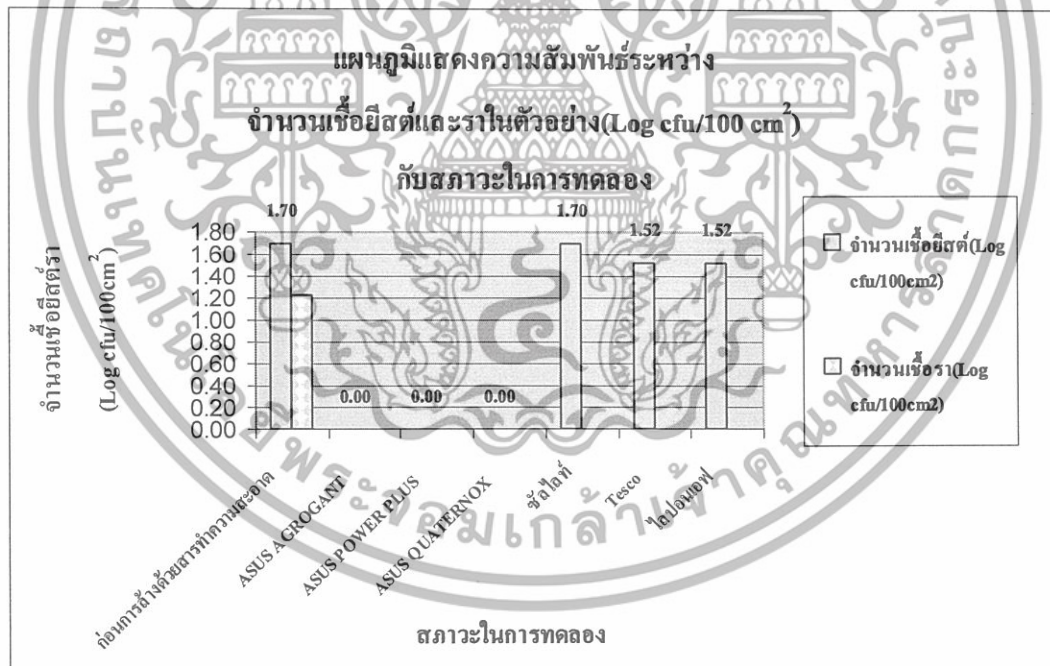 แผนภูมิแสดงความสัมพันธ์ระหว่าง
จำนวนเชื้อยีสต์และราในตัวอย่าง(Log cfu/100 cm²)
กับสภาวะในการทดลอง
1.70
1.70
1.52
1.52
0.00
0.00
0.00
1.80
1.60
1.40
1.20
1.00
0.80
0.60
0.40
0.20
0.00
จำนวนเชื้อยีสต์รา
(Log cfu/100cm²)
ก่อนการล้างด้วยสารทำความสะอาด
ASUS AGROGANT
ASUS POWER PLUS
ASUS QUATERNOX
ซัลไลท์
Tesco
ไลปอนเอฟ
สภาวะในการทดลอง
จำนวนเชื้อยีสต์(Log
cfu/100cm2)
จำนวนเชื้อรา(Log
cfu/100cm2)